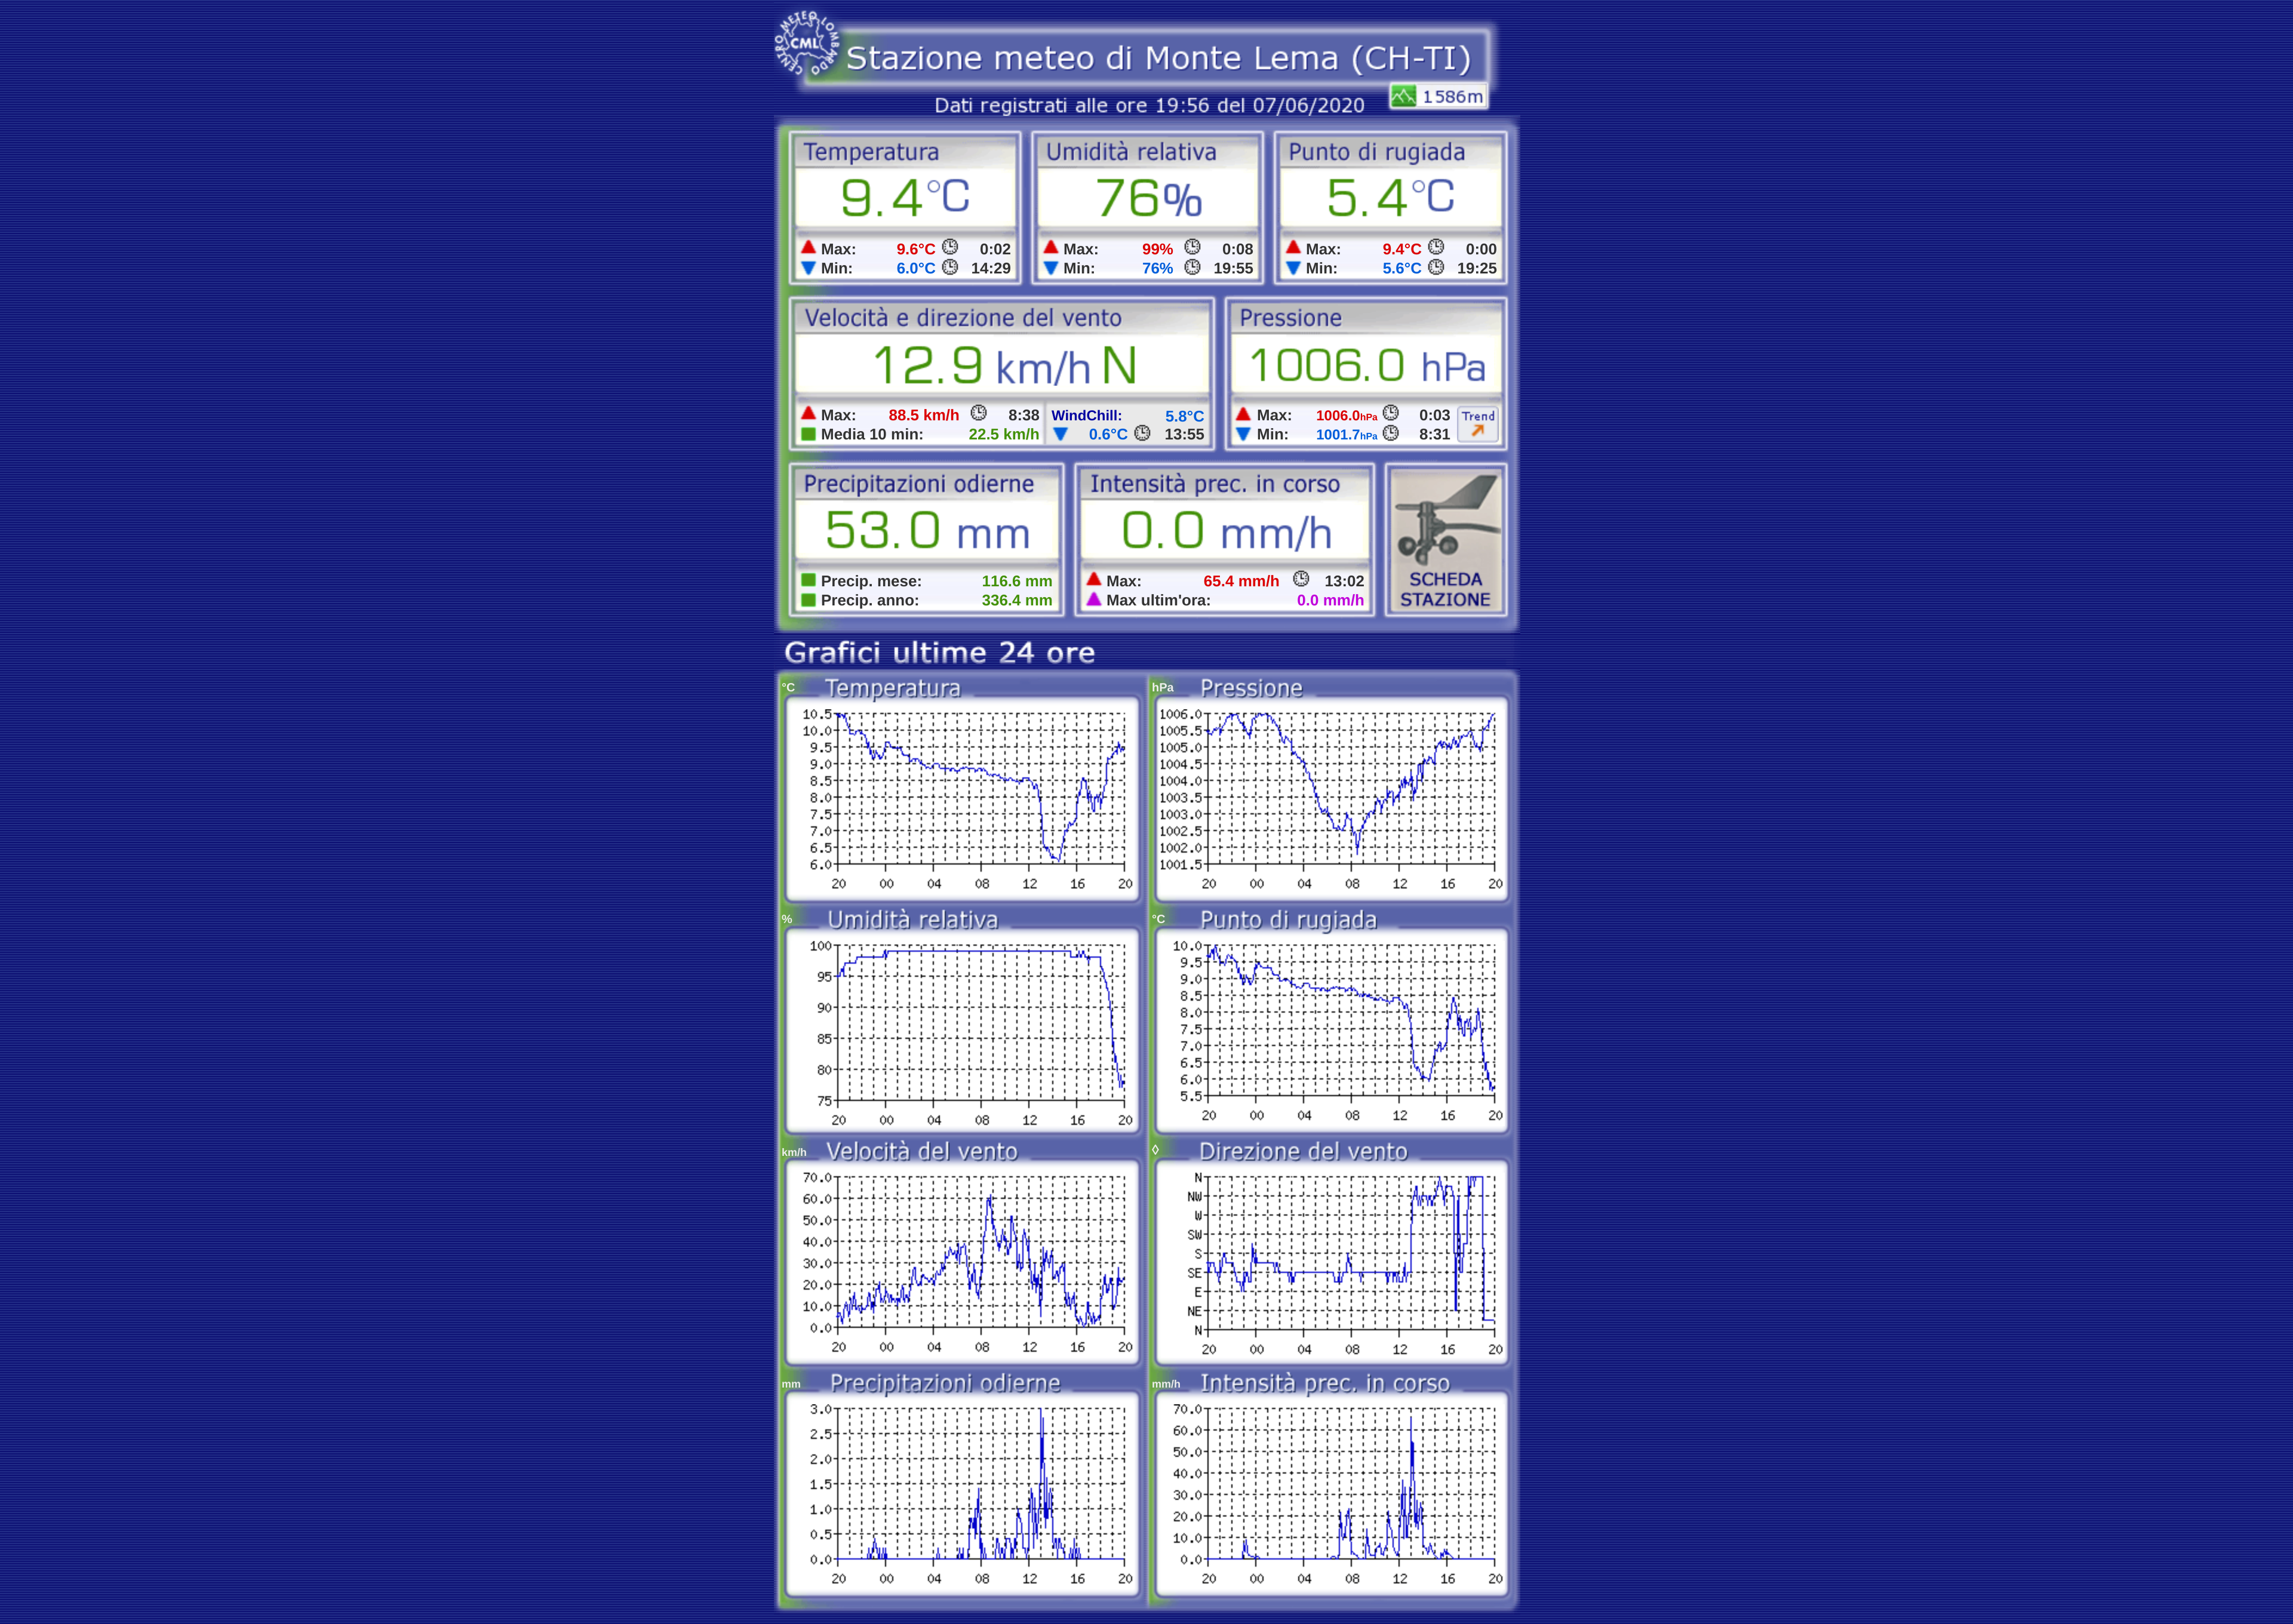 CENTRO METEO LOMBARDO
CML
Stazione meteo di Monte Lema (CH-TI)
Dati registrati alle ore 19:56 del 07/06/2020
1586m
Temperatura
9.4°C
Max: 9.6°C 0:02
Min: 6.0°C 14:29
Umidità relativa
76%
Max: 99% 0:08
Min: 76% 19:55
Punto di rugiada
5.4°C
Max: 9.4°C 0:00
Min: 5.6°C 19:25
Velocità e direzione del vento
12.9 km/h N
Max: 88.5 km/h 8:38
Media 10 min: 22.5 km/h
WindChill: 5.8°C
0.6°C 13:55
Pressione
1006.0 hPa
Max: 1006.0hPa 0:03
Min: 1001.7hPa 8:31
Trend
Precipitazioni odierne
53.0 mm
Precip. mese: 116.6 mm
Precip. anno: 336.4 mm
Intensità prec. in corso
0.0 mm/h
Max: 65.4 mm/h 13:02
Max ultim'ora: 0.0 mm/h
SCHEDA
STAZIONE
Grafici ultime 24 ore
°C Temperatura
10.5
10.0
9.5
9.0
8.5
8.0
7.5
7.0
6.5
6.0
20 00 04 08 12 16 20
hPa Pressione
1006.0
1005.5
1005.0
1004.5
1004.0
1003.5
1003.0
1002.5
1002.0
1001.5
20 00 04 08 12 16 20
% Umidità relativa
100
95
90
85
80
75
20 00 04 08 12 16 20
°C Punto di rugiada
10.0
9.5
9.0
8.5
8.0
7.5
7.0
6.5
6.0
5.5
20 00 04 08 12 16 20
km/h Velocità del vento
70.0
60.0
50.0
40.0
30.0
20.0
10.0
0.0
20 00 04 08 12 16 20
◊ Direzione del vento
N
NW
W
SW
S
SE
E
NE
N
20 00 04 08 12 16 20
mm Precipitazioni odierne
3.0
2.5
2.0
1.5
1.0
0.5
0.0
20 00 04 08 12 16 20
mm/h Intensità prec. in corso
70.0
60.0
50.0
40.0
30.0
20.0
10.0
0.0
20 00 04 08 12 16 20